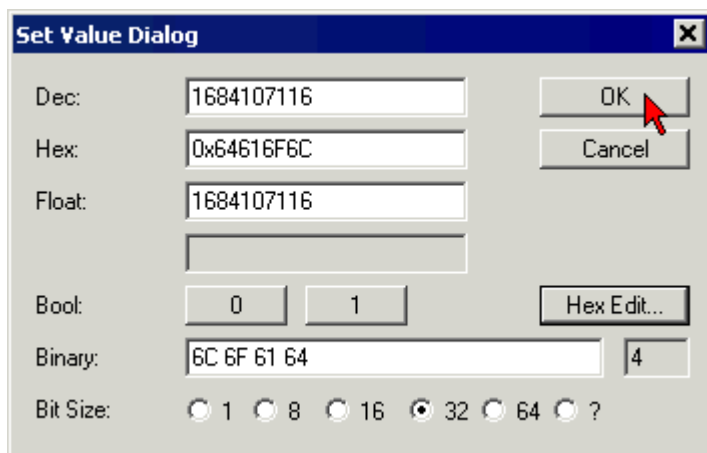 Set Value Dialog
Dec: 1684107116 OK
Hex: 0x64616F6C Cancel
Float: 1684107116
Bool: 0 1 Hex Edit...
Binary: 6C 6F 61 64 4
Bit Size: 1 8 16 32 64 ?